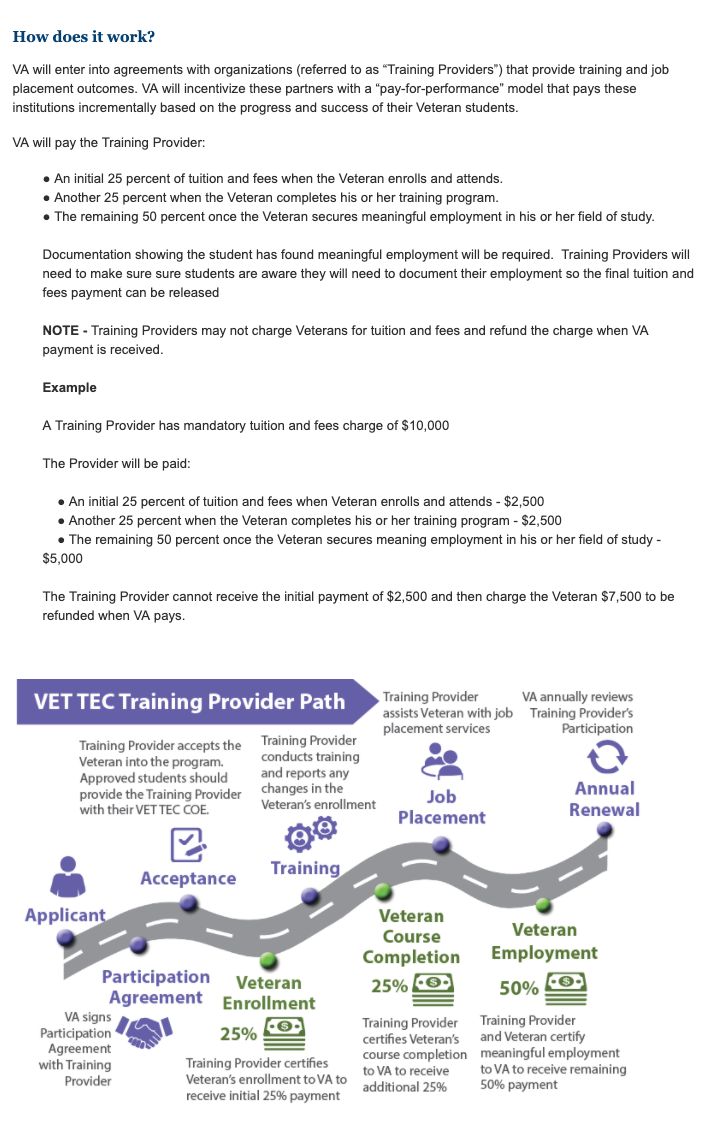 How does it work?
VA will enter into agreements with organizations (referred to as “Training Providers”) that provide training and job
placement outcomes. VA will incentivize these partners with a “pay-for-performance” model that pays these
institutions incrementally based on the progress and success of their Veteran students.
VA will pay the Training Provider:
● An initial 25 percent of tuition and fees when the Veteran enrolls and attends.
● Another 25 percent when the Veteran completes his or her training program.
● The remaining 50 percent once the Veteran secures meaningful employment in his or her field of study.
Documentation showing the student has found meaningful employment will be required.  Training Providers will
need to make sure sure students are aware they will need to document their employment so the final tuition and
fees payment can be released
NOTE - Training Providers may not charge Veterans for tuition and fees and refund the charge when VA
payment is received.
Example
A Training Provider has mandatory tuition and fees charge of $10,000
The Provider will be paid:
● An initial 25 percent of tuition and fees when Veteran enrolls and attends - $2,500
● Another 25 percent when the Veteran completes his or her training program - $2,500
● The remaining 50 percent once the Veteran secures meaning employment in his or her field of study -
$5,000
The Training Provider cannot receive the initial payment of $2,500 and then charge the Veteran $7,500 to be
refunded when VA pays.
VET TEC Training Provider Path
Applicant
Participation
Agreement
VA signs
Participation
Agreement
with Training
Provider
Training Provider accepts the
Veteran into the program.
Approved students should
provide the Training Provider
with their VET TEC COE.
Acceptance
Veteran
Enrollment
25%
$
Training Provider certifies
Veteran's enrollment to VA to
receive initial 25% payment
Training Provider
conducts training
and reports any
changes in the
Veteran's enrollment
Training
Veteran
Course
Completion
25%
$
Training Provider
certifies Veteran's
course completion
to VA to receive
additional 25%
Training Provider
assists Veteran with job
placement services
Job
Placement
Veteran
Employment
50%
$
Training Provider
and Veteran certify
meaningful employment
to VA to receive remaining
50% payment
VA annually reviews
Training Provider's
Participation
Annual
Renewal